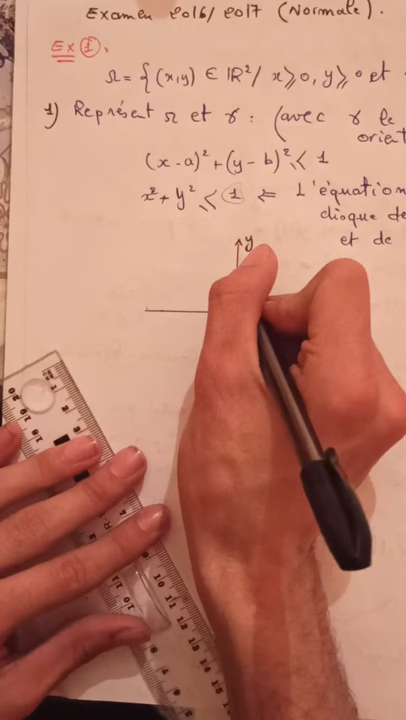 Examen 2016/2017 (Normale).
Ex ①.
Ω = { (x,y) ∈ ℝ² / x ⩾ 0, y ⩾ 0 et
1) Représent Ω et γ : (avec γ le
orient
(x - a)² + (y - b)² ⩽ 1
x² + y² ⩽ 1 ⇐ L'équation
disque de
et de
y